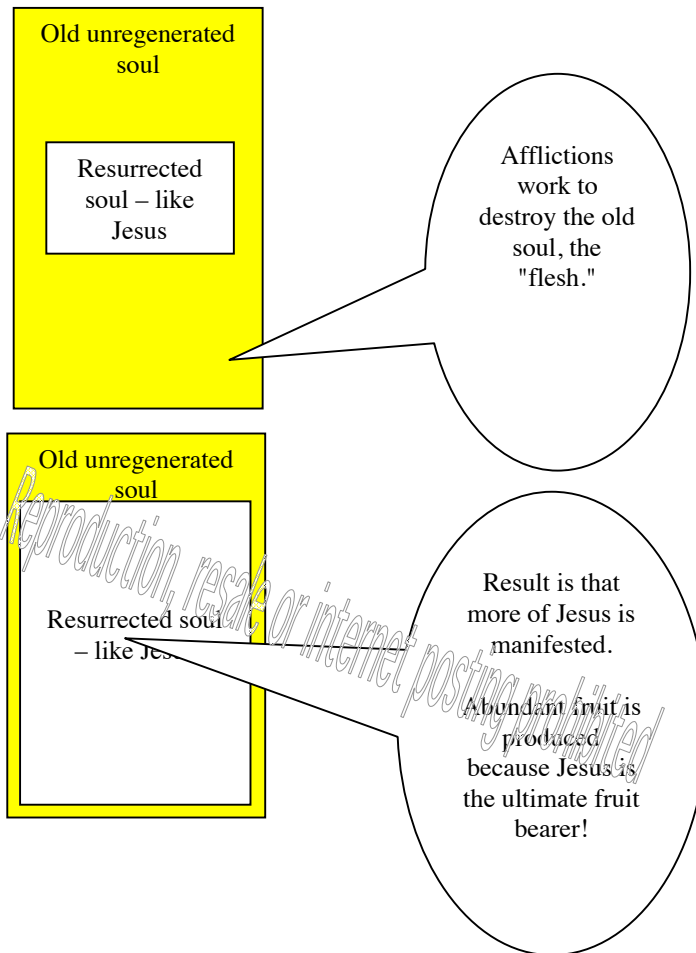 Old unregenerated
soul
Resurrected
soul – like
Jesus
Afflictions
work to
destroy the old
soul, the
"flesh."
Old unregenerated
soul
Resurrected soul
– like Jesus
Result is that
more of Jesus is
manifested.
Abundant fruit is
produced
because Jesus is
the ultimate fruit
bearer!
Reproduction, resale or internet posting prohibited